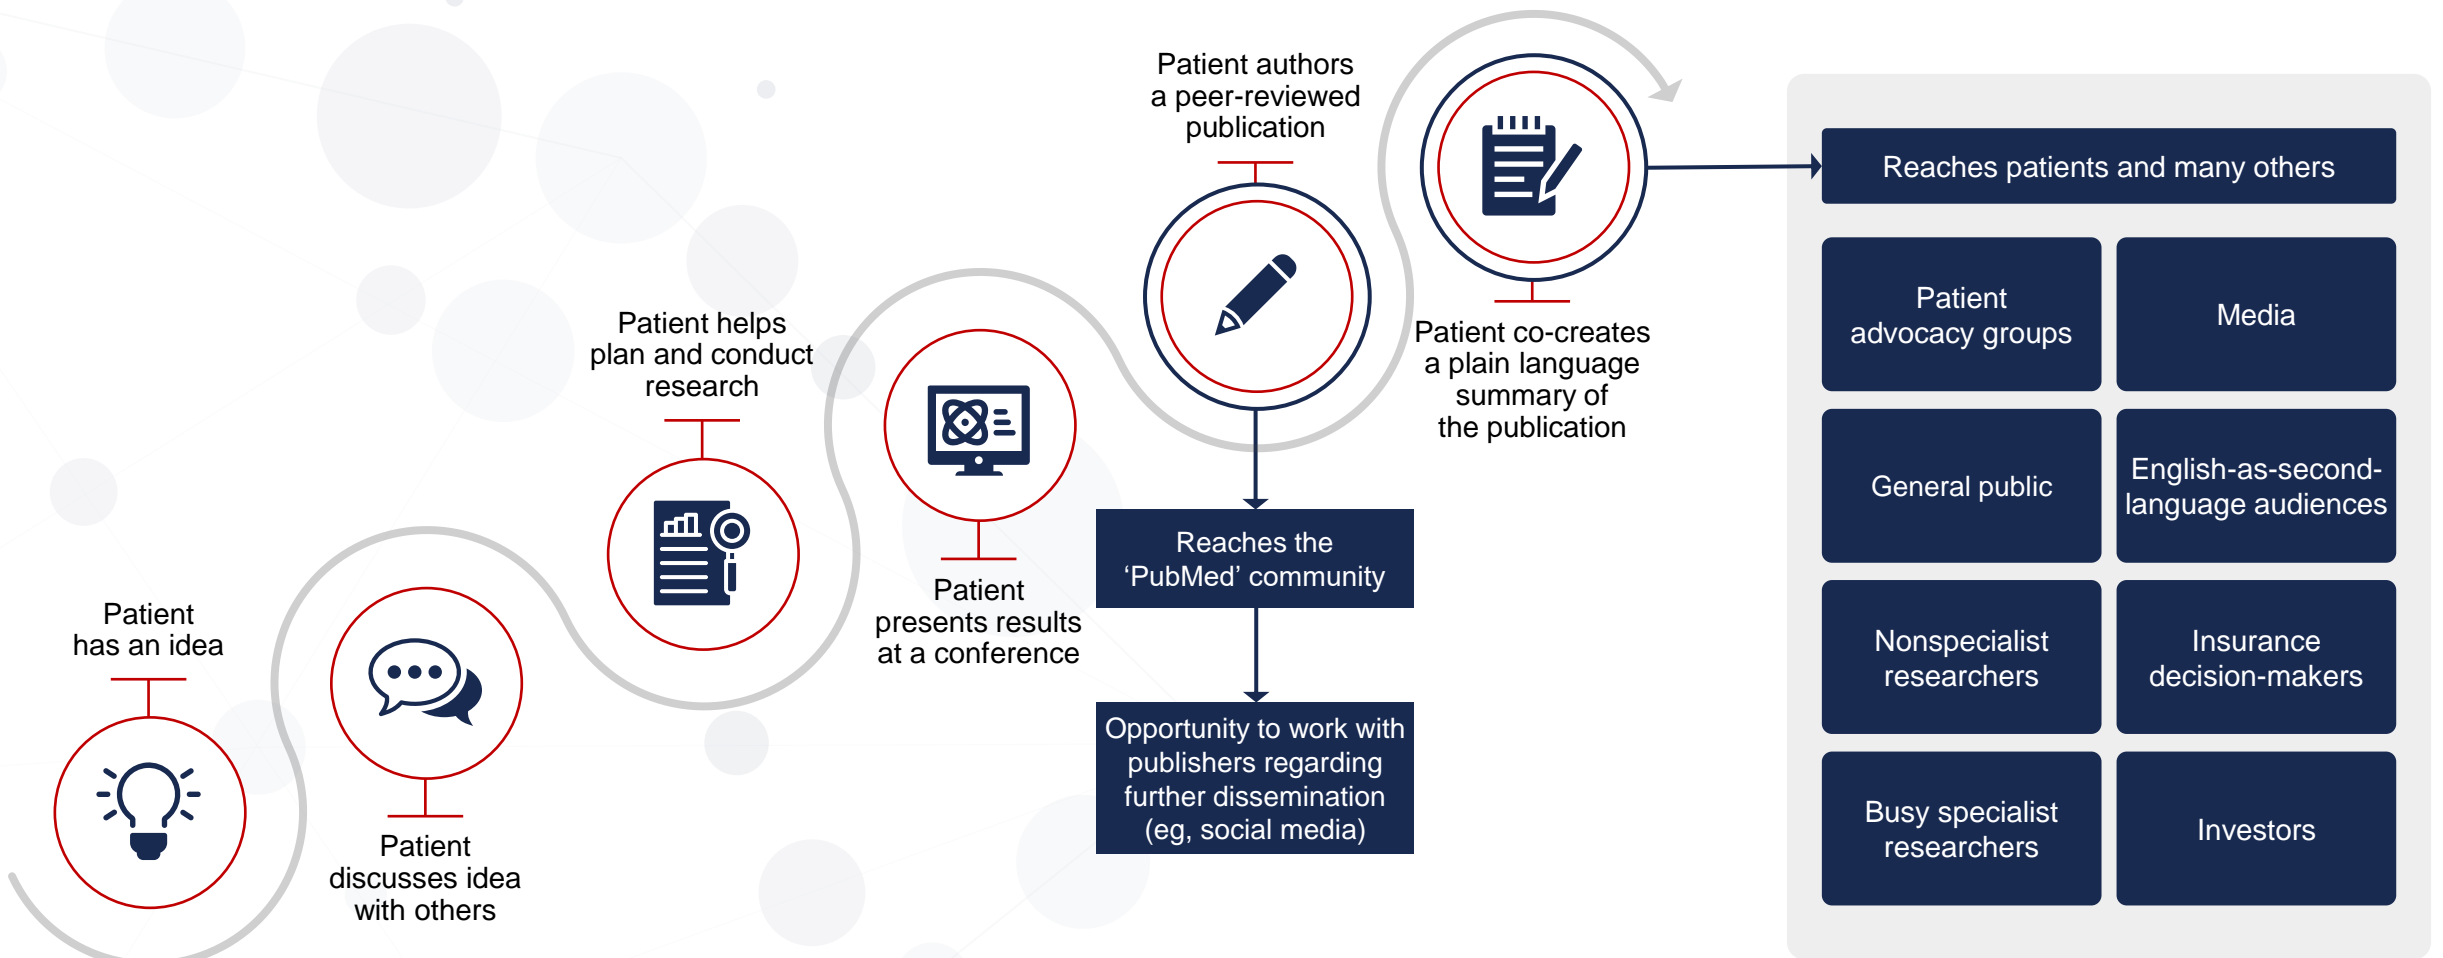 Patient
has an idea
Patient
discusses idea
with others
Patient helps
plan and conduct
research
Patient
presents results
at a conference
Patient authors
a peer-reviewed
publication
Reaches the
‘PubMed’ community
Opportunity to work with
publishers regarding
further dissemination
(eg, social media)
Patient co-creates
a plain language
summary of
the publication
Reaches patients and many others
Patient
advocacy groups
Media
General public
English-as-second-
language audiences
Nonspecialist
researchers
Insurance
decision-makers
Busy specialist
researchers
Investors